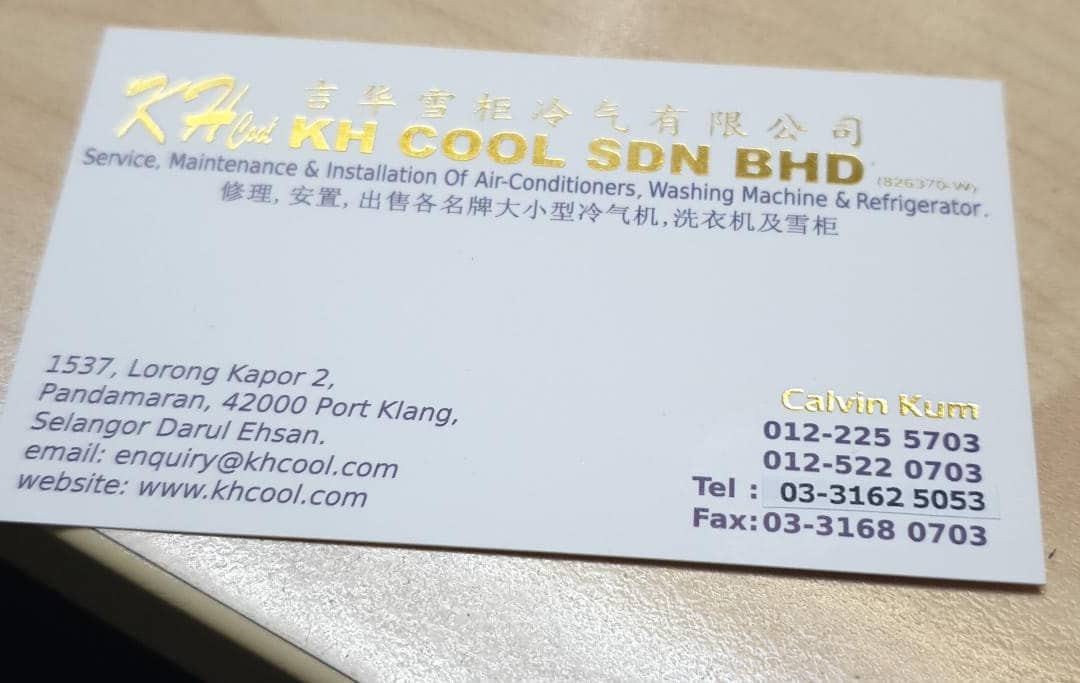 KH Cool
言华雪柜冷气有限公司
KH COOL SDN BHD (826370-W)
Service, Maintenance & Installation Of Air-Conditioners, Washing Machine & Refrigerator.
修理, 安置, 出售各名牌大小型冷气机,洗衣机及雪柜
1537, Lorong Kapor 2,
Pandamaran, 42000 Port Klang,
Selangor Darul Ehsan.
email: enquiry@khcool.com
website: www.khcool.com
Calvin Kum
012-225 5703
012-522 0703
Tel : 03-3162 5053
Fax:03-3168 0703